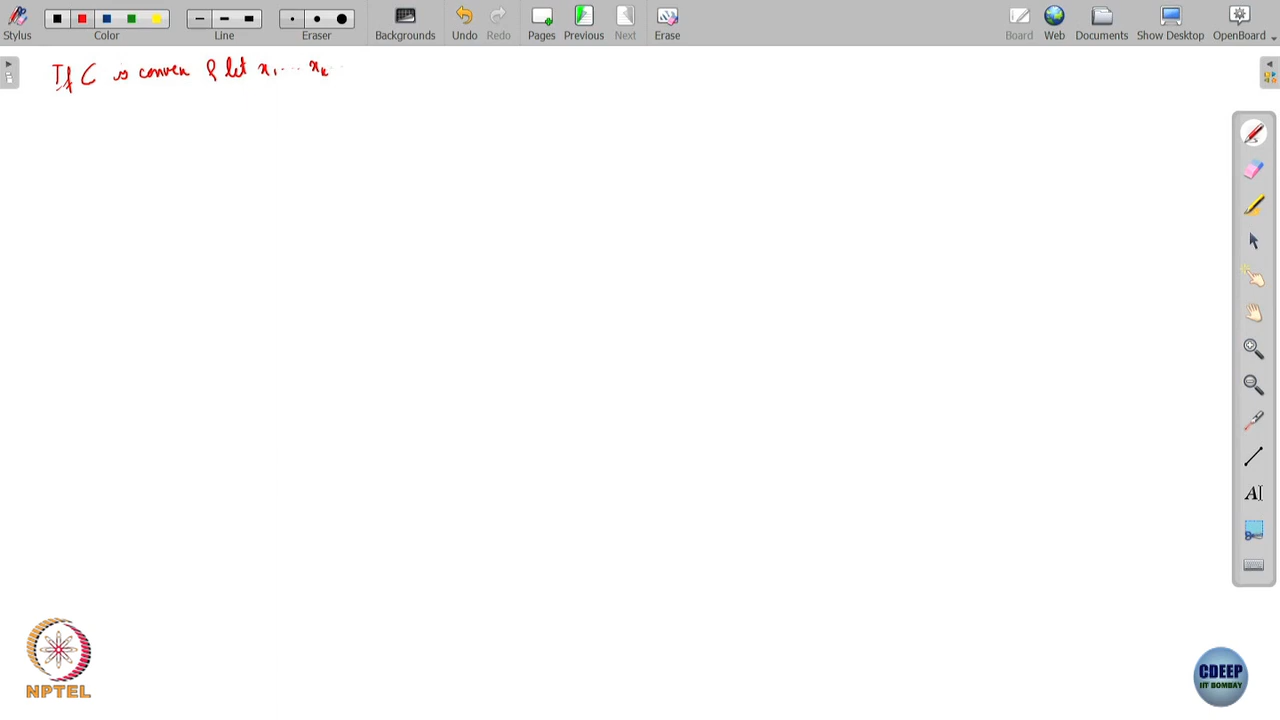 Stylus
Color
Line
Eraser
Backgrounds
Undo
Redo
Pages
Previous
Next
Erase
Board
Web
Documents
Show Desktop
OpenBoard
If C is convex & let x₁ ... xₖ ...
A
NPTEL
CDEEP
IIT BOMBAY